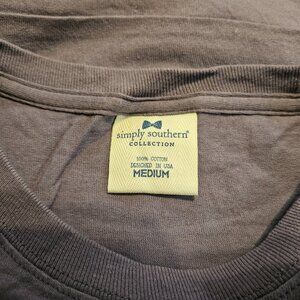 simply southern
COLLECTION
100% COTTON
DESIGNED IN USA
MEDIUM